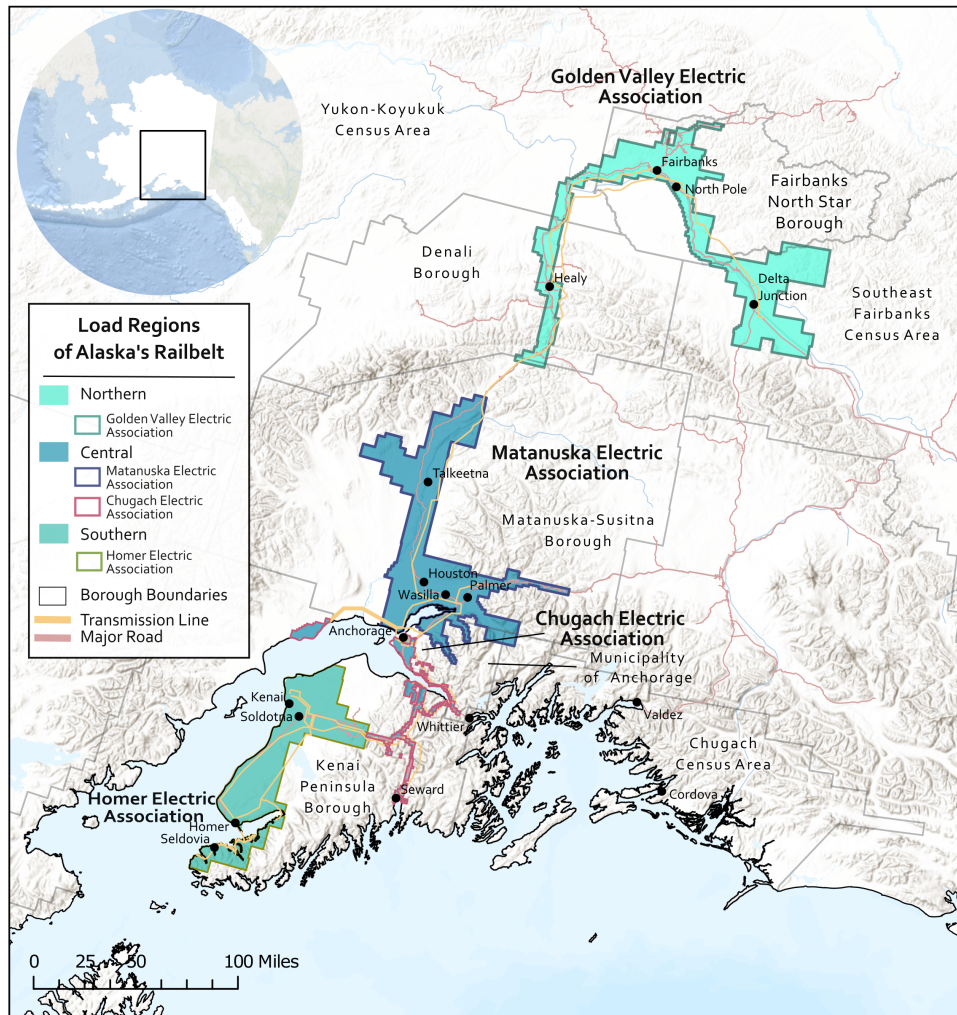 Golden Valley Electric
Association
Yukon-Koyukuk
Census Area
Fairbanks
North Pole
Fairbanks
North Star
Borough
Denali
Borough
Healy
Delta
Junction
Southeast
Fairbanks
Census Area
Load Regions
of Alaska's Railbelt
Northern
Golden Valley Electric
Association
Central
Matanuska Electric
Association
Chugach Electric
Association
Southern
Homer Electric
Association
Borough Boundaries
Transmission Line
Major Road
Matanuska Electric
Association
Talkeetna
Matanuska-Susitna
Borough
Houston
Wasilla
Palmer
Chugach Electric
Association
Anchorage
Municipality
of Anchorage
Kenai
Soldotna
Whittier
Valdez
Chugach
Census Area
Kenai
Peninsula
Borough
Seward
Cordova
Homer Electric
Association
Homer
Seldovia
0 25 50 100 Miles